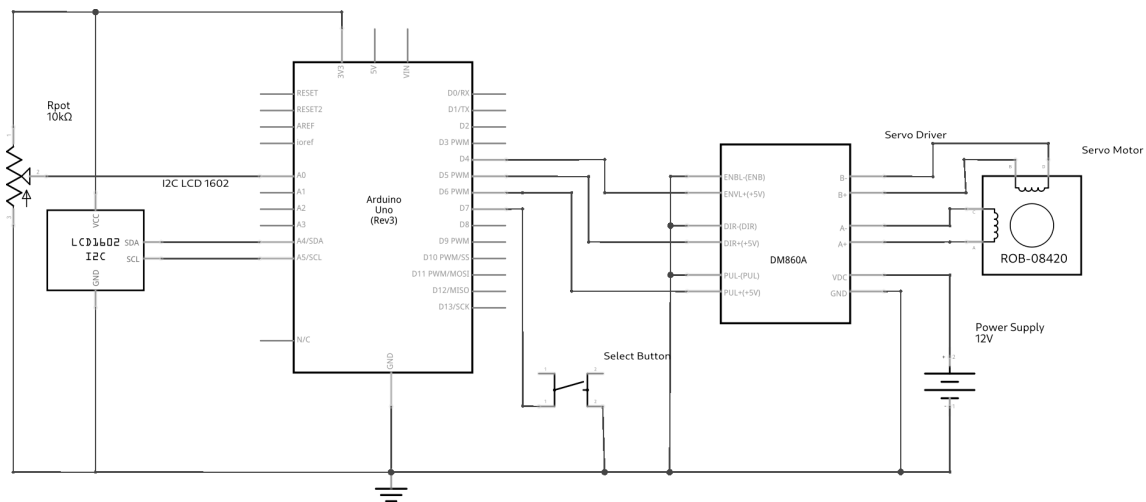 3V3
5V
VIN
Rpot
10kΩ
1
2
3
I2C LCD 1602
VCC
LCD1602
I2C
SDA
SCL
GND
RESET
RESET2
AREF
ioref
A0
A1
A2
A3
A4/SDA
A5/SCL
N/C
Arduino
Uno
(Rev3)
D0/RX
D1/TX
D2
D3 PWM
D4
D5 PWM
D6 PWM
D7
D8
D9 PWM
D10 PWM/SS
D11 PWM/MOSI
D12/MISO
D13/SCK
GND
Select Button
Servo Driver
ENBL-(ENB)
ENVL+(+5V)
DIR-(DIR)
DIR+(+5V)
PUL-(PUL)
PUL+(+5V)
DM860A
B-
B+
A-
A+
VDC
GND
Servo Motor
ROB-08420
Power Supply
12V